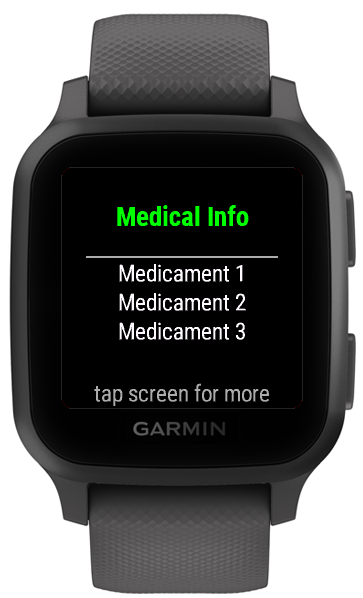 Medical Info
Medicament 1
Medicament 2
Medicament 3
tap screen for more
GARMIN